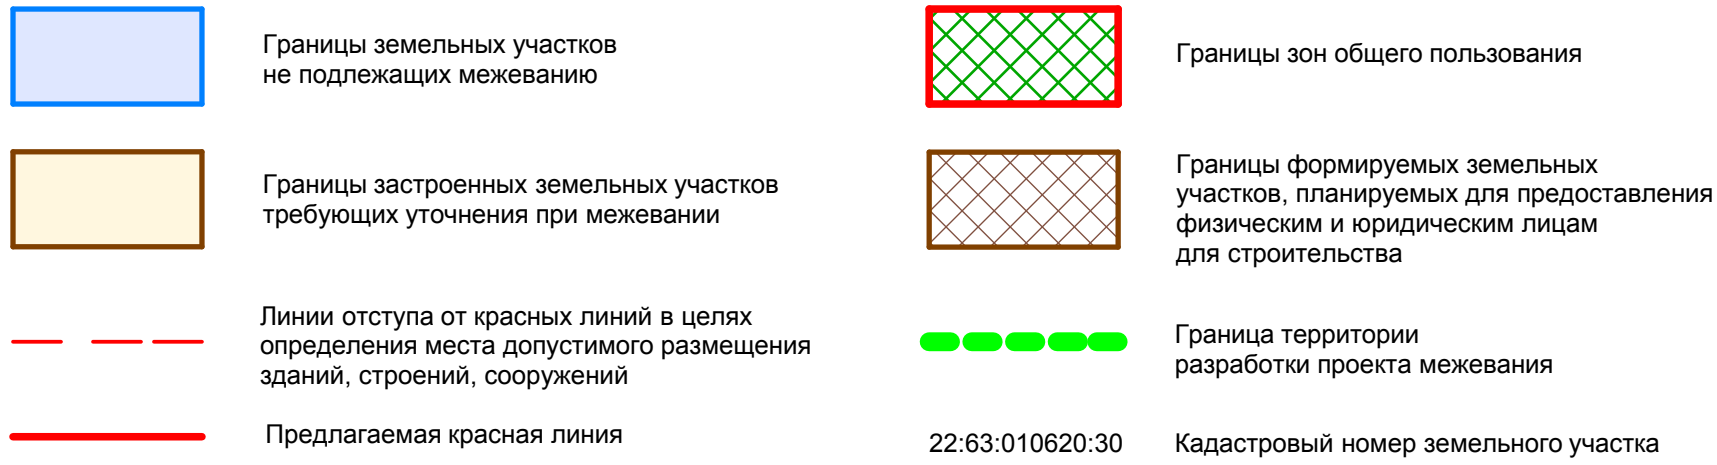 Границы земельных участков
не подлежащих межеванию
Границы застроенных земельных участков
требующих уточнения при межевании
Линии отступа от красных линий в целях
определения места допустимого размещения
зданий, строений, сооружений
Предлагаемая красная линия
Границы зон общего пользования
Границы формируемых земельных
участков, планируемых для предоставления
физическим и юридическим лицам
для строительства
Граница территории
разработки проекта межевания
22:63:010620:30 Кадастровый номер земельного участка